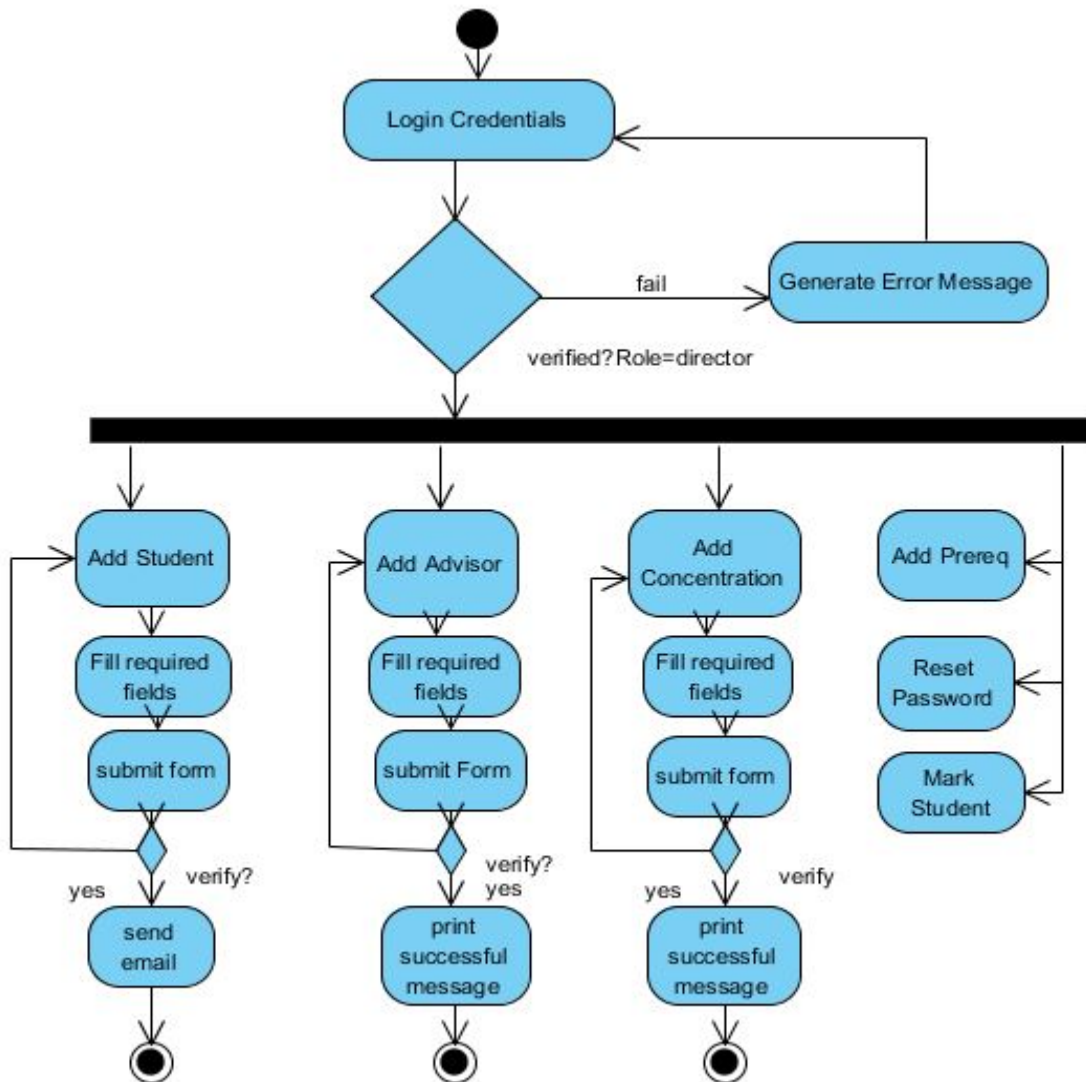 Login Credentials
fail
Generate Error Message
verified?Role=director
Add Student
Add Advisor
Add
Concentration
Add Prereq
Fill required
fields
Fill required
fields
Fill required
fields
Reset
Password
submit form
submit Form
submit form
Mark
Student
yes
verify?
verify?
yes
yes
verify
send
email
print
successful
message
print
successful
message